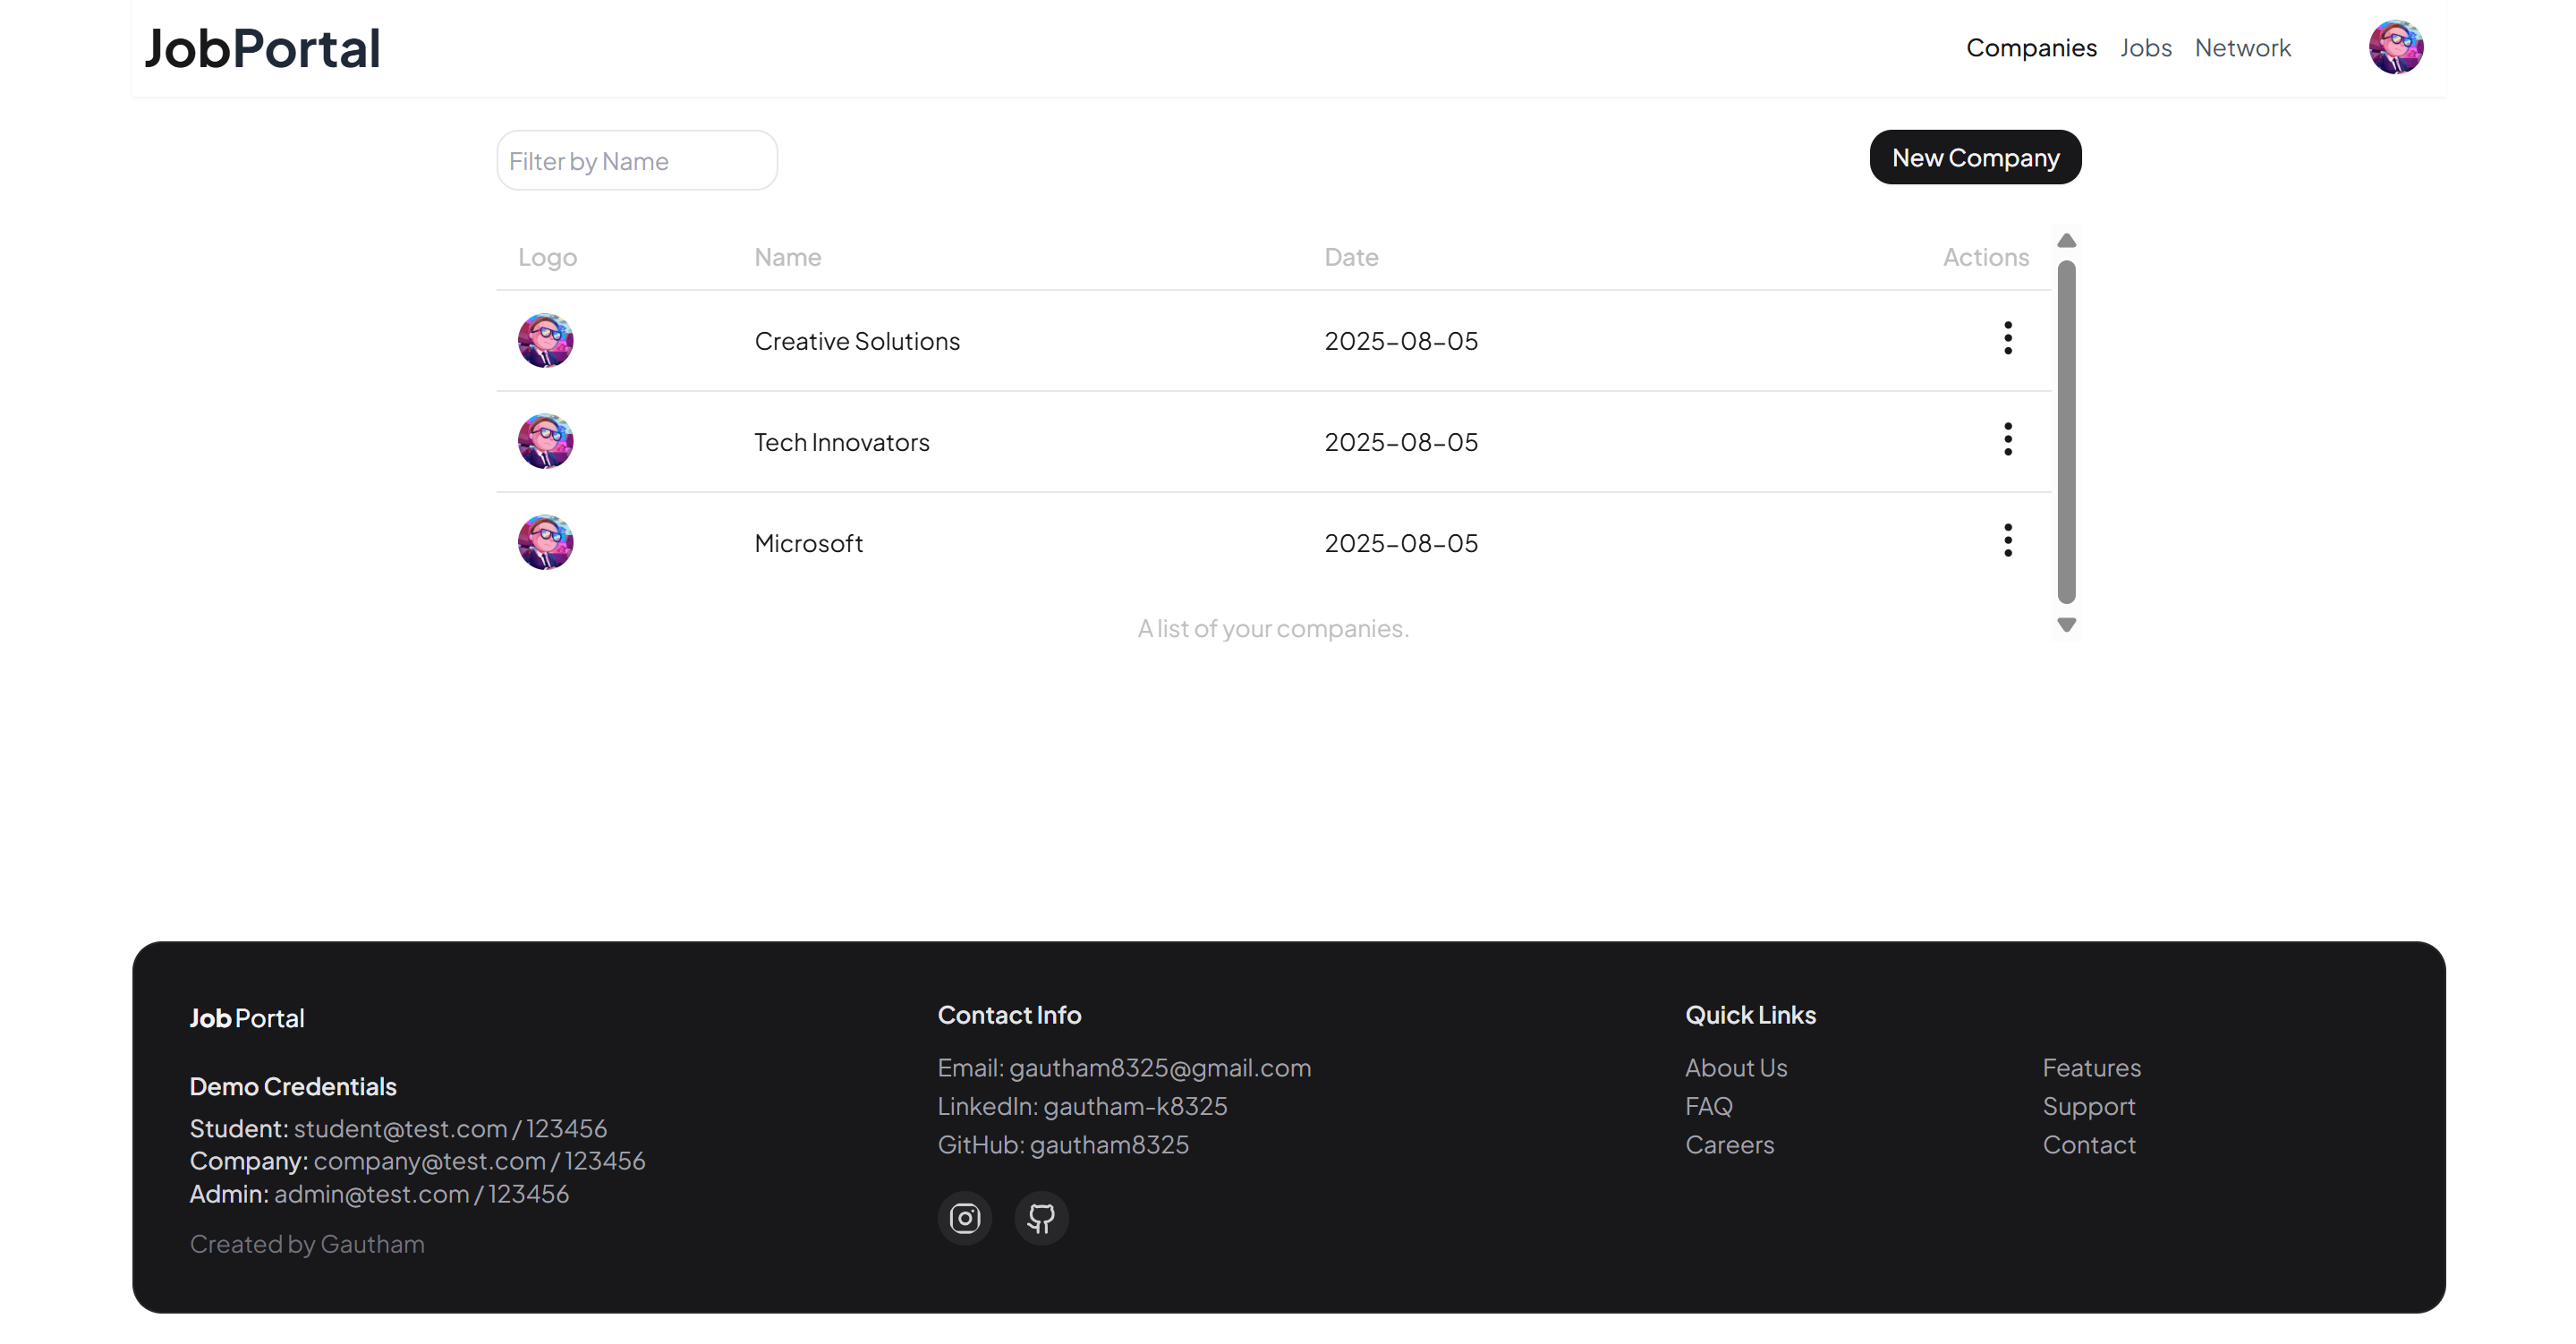 JobPortal
Companies Jobs Network
Filter by Name
New Company
Logo Name Date Actions
Creative Solutions 2025-08-05
Tech Innovators 2025-08-05
Microsoft 2025-08-05
A list of your companies.
Job Portal
Demo Credentials
Student: student@test.com / 123456
Company: company@test.com / 123456
Admin: admin@test.com / 123456
Created by Gautham
Contact Info
Email: gautham8325@gmail.com
LinkedIn: gautham-k8325
GitHub: gautham8325
Quick Links
About Us Features
FAQ Support
Careers Contact